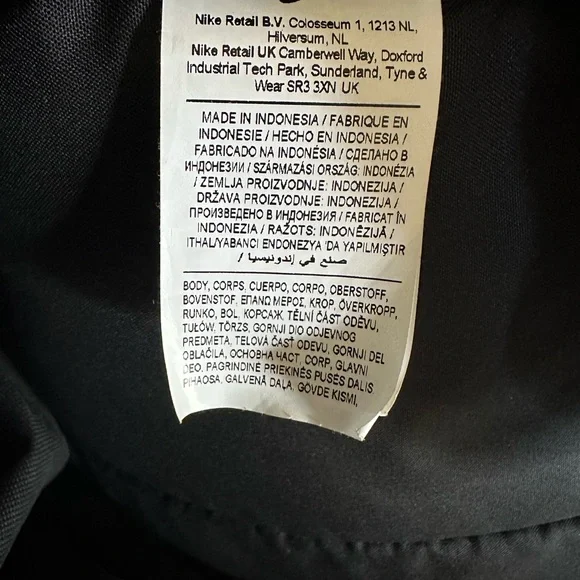 Nike Retail B.V. Colosseum 1, 1213 NL,
Hilversum, NL
Nike Retail UK Camberwell Way, Doxford
Industrial Tech Park, Sunderland, Tyne &
Wear SR3 3XN UK
MADE IN INDONESIA / FABRIQUE EN
INDONESIE / HECHO EN INDONESIA /
FABRICADO NA INDONÉSIA / СДЕЛАНО В
ИНДОНЕЗИИ / SZÁRMAZÁSI ORSZÁG: INDONÉZIA
/ ZEMLJA PROIZVODNJE: INDONEZIJA /
DRŽAVA PROIZVODNJE: INDONEZIJA /
ПРОИЗВЕДЕНО В ИНДОНЕЗИЯ / FABRICAT ÎN
INDONEZIA / RAŽOTS: INDONĒZIJĀ /
ITHAL/YABANCI ENDONEZYA 'DA YAPILMIŞTIR
/ صنع في إندونيسيا
BODY, CORPS, CUERPO, CORPO, OBERSTOFF,
BOVENSTOF, ΕΠΑΝΩ ΜΕΡΟΣ, KROP, ÖVERKROPP,
RUNKO, BOL, КОРСАЖ, TĚLNÍ ČÁST ODĚVU,
TUŁÓW, TÖRZS, GORNJI DIO ODJEVNOG
PREDMETA, TELOVÁ ČASŤ ODEVU, GORNJI DEL
OBLAČILA, ОСНОВНА ЧАСТ, CORP, GLAVNI
DEO, PAGRINDINĖ PRIEKINĖS PUSĖS DALIS
PIHAOSA, GALVENĀ DAĻA, GÖVDE KISMI,